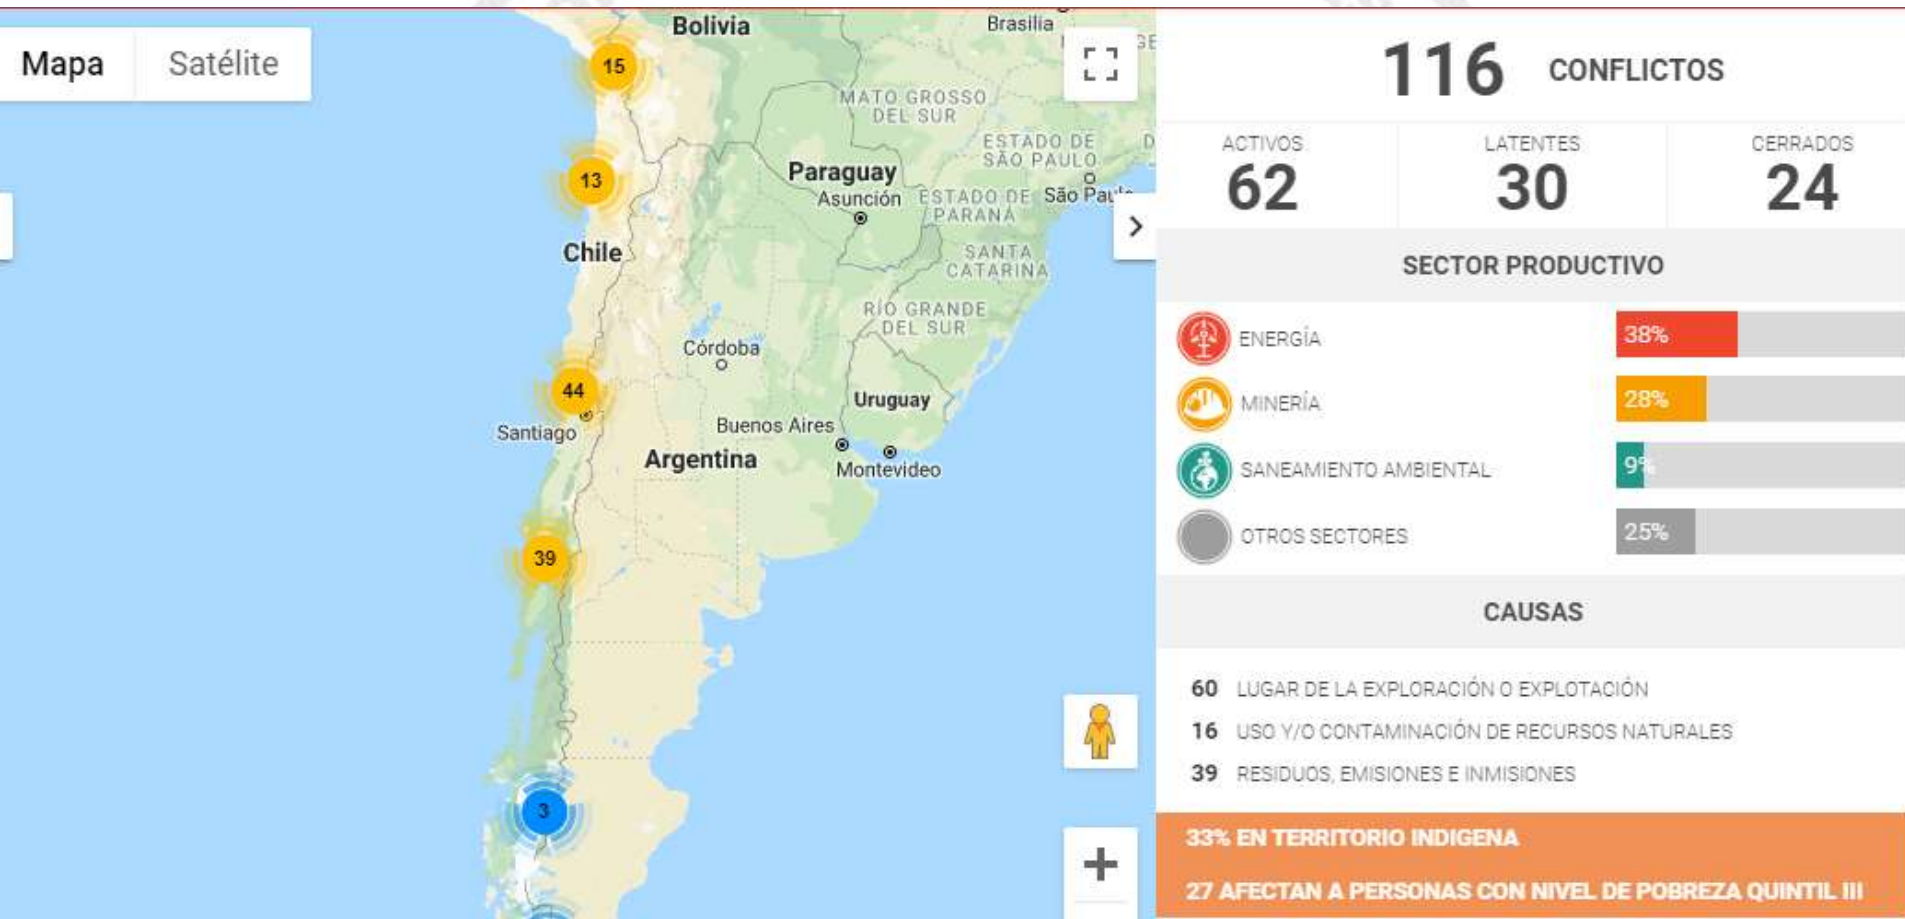 Mapa
Satélite
Bolivia
Brasilia
15
MATO GROSSO
DEL SUR
ESTADO DE
SÃO PAULO
13
Paraguay
Asunción
ESTADO DE
PARANÁ
São Paulo
Chile
SANTA
CATARINA
RÍO GRANDE
DEL SUR
Córdoba
44
Uruguay
Santiago
Buenos Aires
Argentina
Montevideo
39
3
116 CONFLICTOS
ACTIVOS LATENTES CERRADOS
62 30 24
SECTOR PRODUCTIVO
ENERGÍA 38%
MINERÍA 28%
SANEAMIENTO AMBIENTAL 9%
OTROS SECTORES 25%
CAUSAS
60 LUGAR DE LA EXPLORACIÓN O EXPLOTACIÓN
16 USO Y/O CONTAMINACIÓN DE RECURSOS NATURALES
39 RESIDUOS, EMISIONES E INMISIONES
33% EN TERRITORIO INDIGENA
27 AFECTAN A PERSONAS CON NIVEL DE POBREZA QUINTIL III